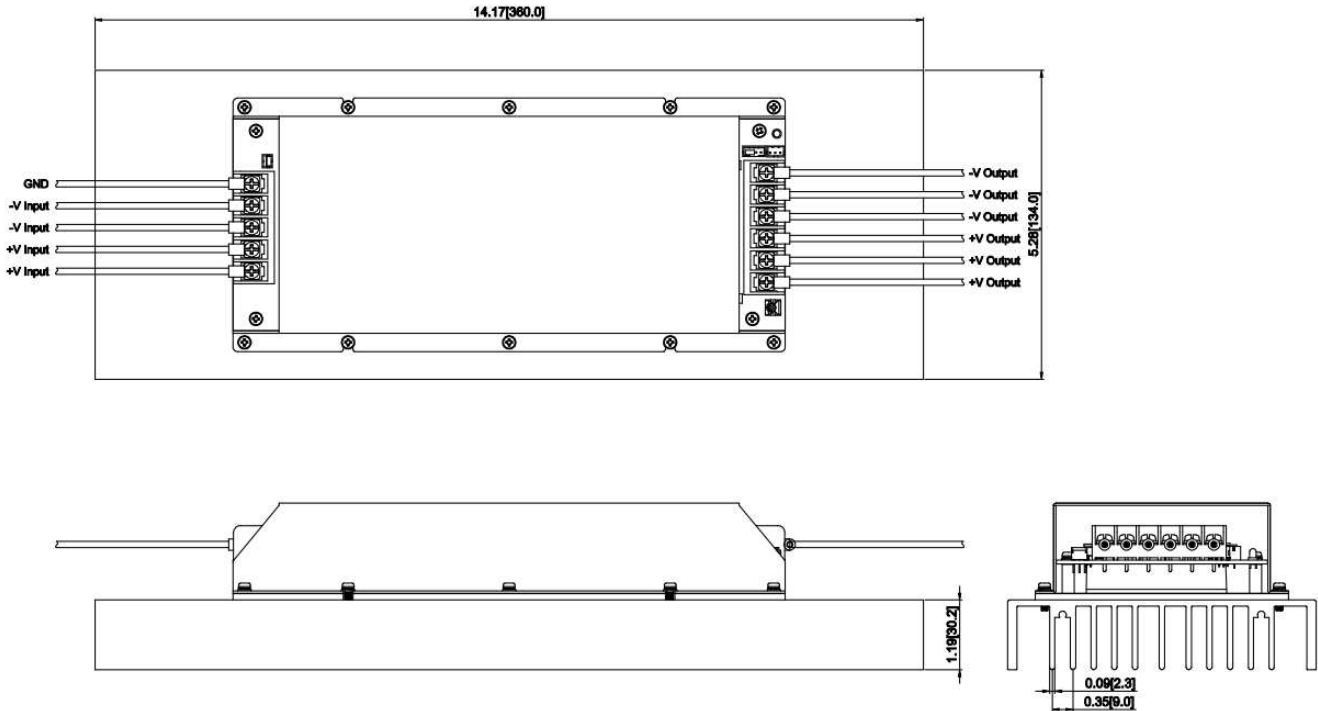 14.17[360.0]
GND
-V Input
-V Input
+V Input
+V Input
-V Output
-V Output
-V Output
+V Output
+V Output
+V Output
5.28[134.0]
1.19[30.2]
0.09[2.3]
0.35[9.0]